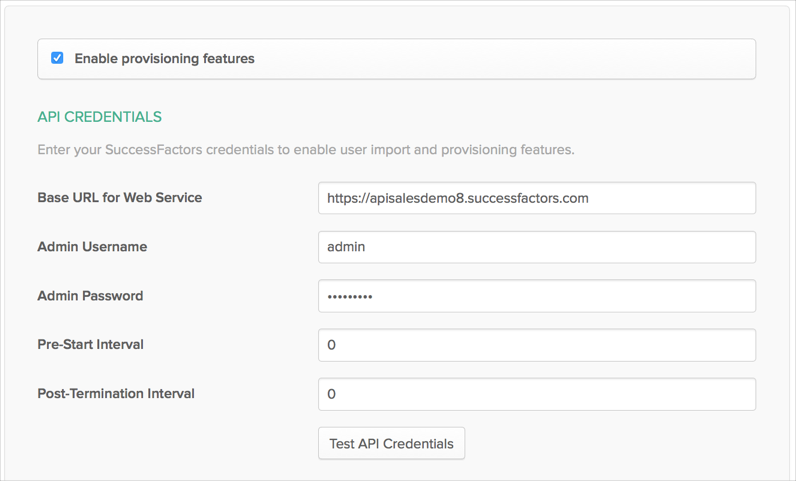 Enable provisioning features
API CREDENTIALS
Enter your SuccessFactors credentials to enable user import and provisioning features.
Base URL for Web Service
https://apisalesdemo8.successfactors.com
Admin Username
admin
Admin Password
•••••••••
Pre-Start Interval
0
Post-Termination Interval
0
Test API Credentials